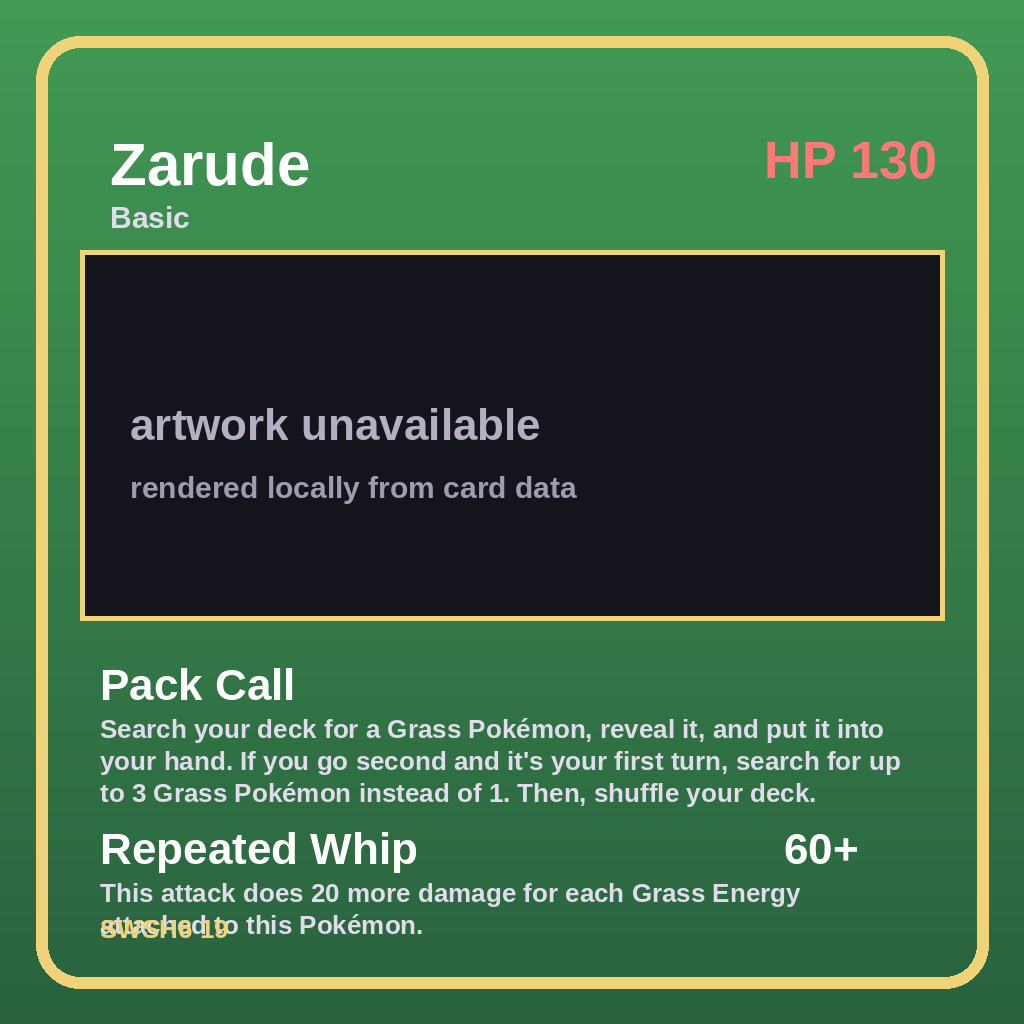 Zarude
HP 130
Basic
artwork unavailable
rendered locally from card data
Pack Call
Search your deck for a Grass Pokémon, reveal it, and put it into
your hand. If you go second and it's your first turn, search for up
to 3 Grass Pokémon instead of 1. Then, shuffle your deck.
Repeated Whip
60+
This attack does 20 more damage for each Grass Energy
attached to this Pokémon.
SWSH6 19